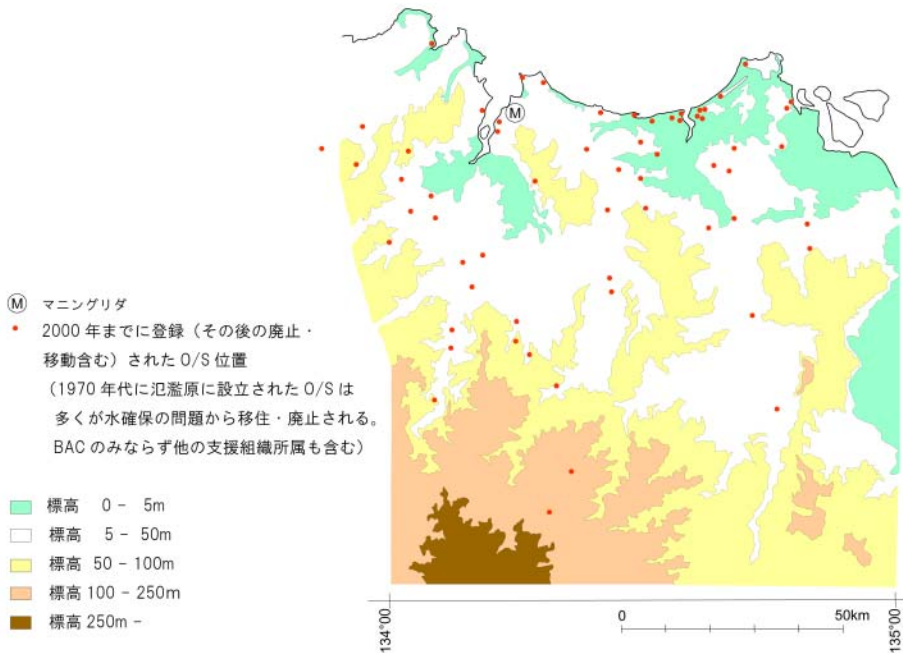 M
M マニングリダ
2000年までに登録(その後の廃止・
移動含む)されたO/S位置
(1970年代に氾濫原に設立されたO/Sは
多くが水確保の問題から移住・廃止される。
BACのみならず他の支援組織所属も含む)
標高 0 - 5m
標高 5 - 50m
標高 50 - 100m
標高 100 - 250m
標高 250m -
134°00
0 50km
135°00